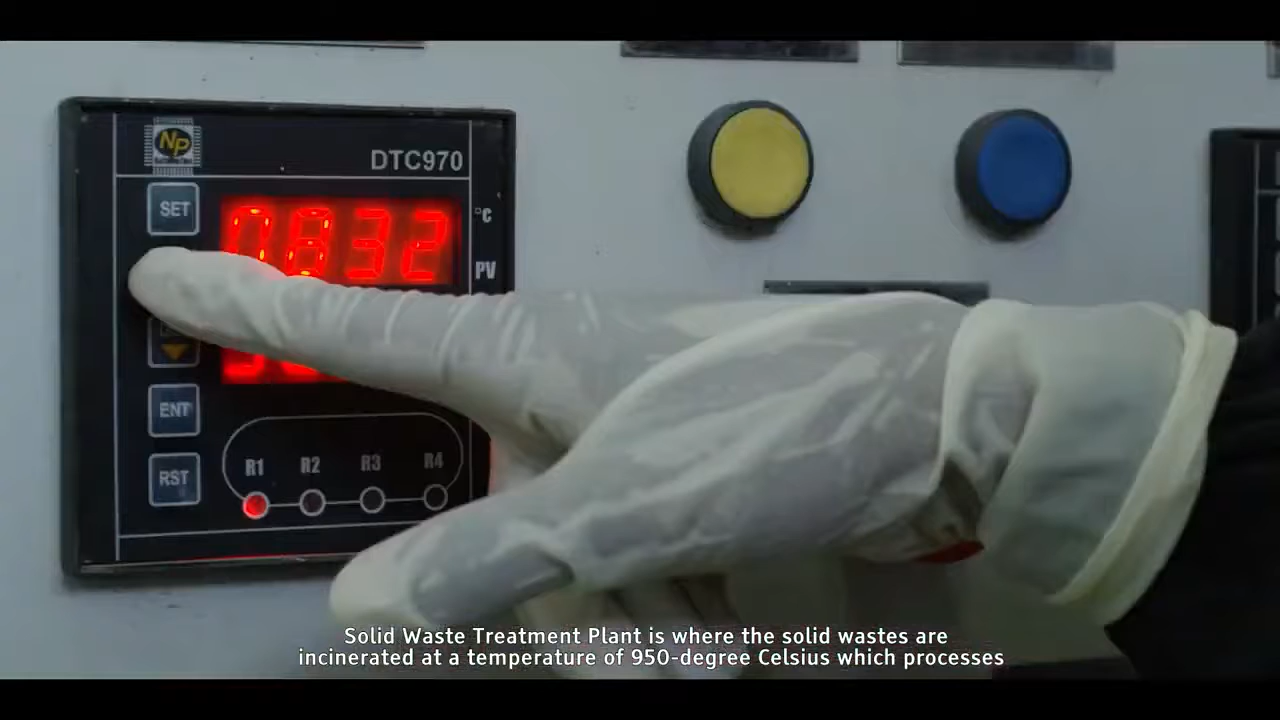 NP
DTC970
SET
0832
°C
PV
ENT
RST
R1 R2 R3 R4
Solid Waste Treatment Plant is where the solid wastes are
incinerated at a temperature of 950-degree Celsius which processes